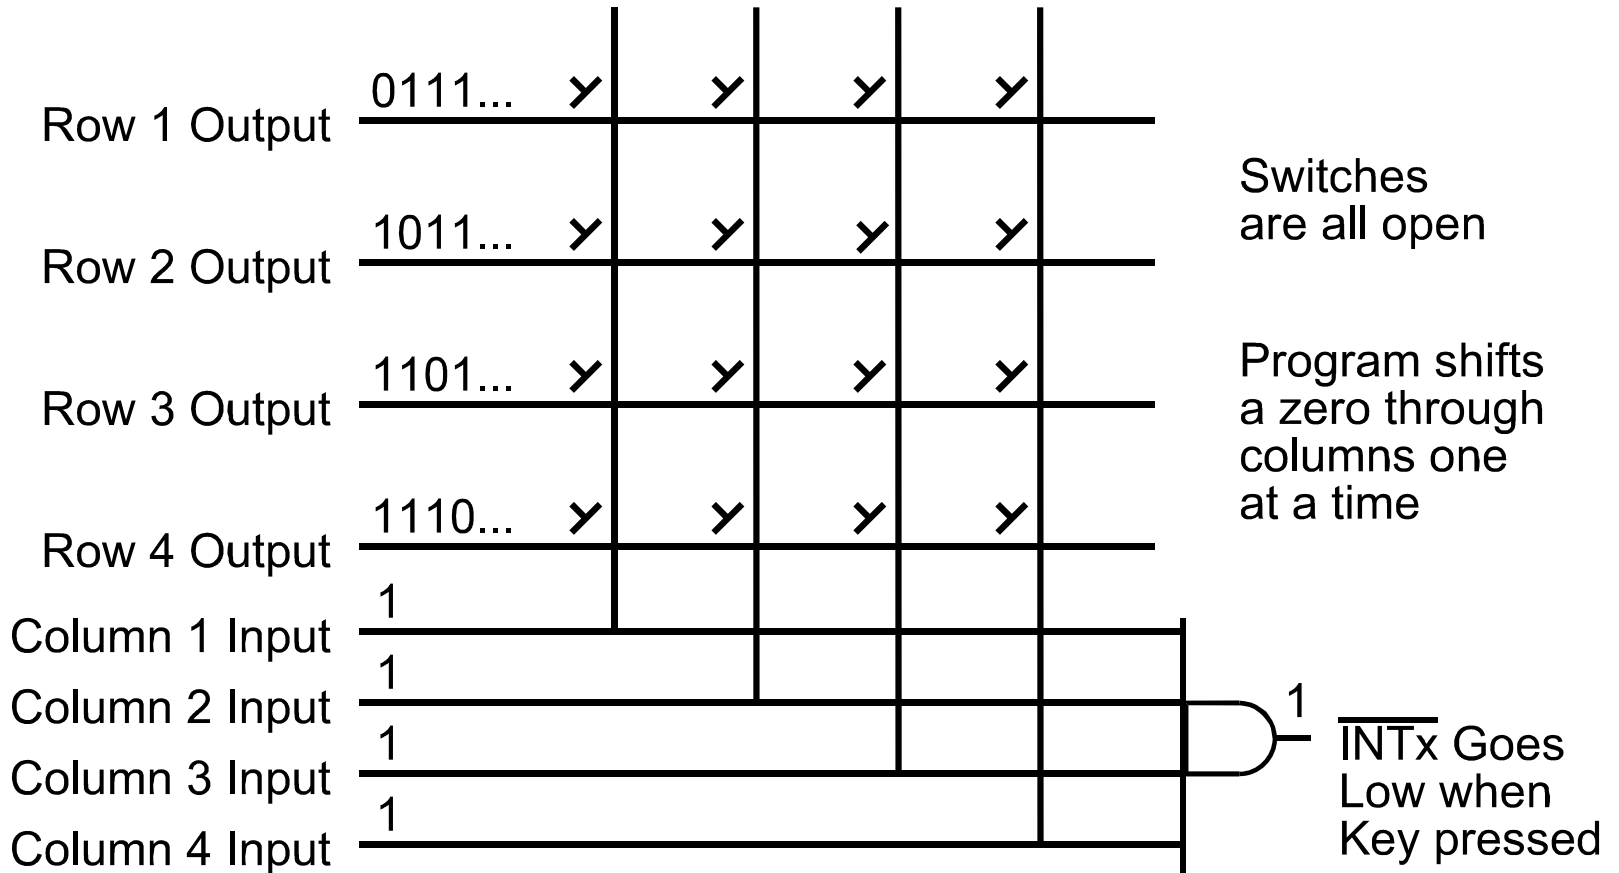 0111...
Row 1 Output
Switches
are all open
1011...
Row 2 Output
1101...
Row 3 Output
Program shifts
a zero through
columns one
at a time
1110...
Row 4 Output
1
Column 1 Input
1
Column 2 Input
1
Column 3 Input
1
Column 4 Input
1
INTx Goes
Low when
Key pressed